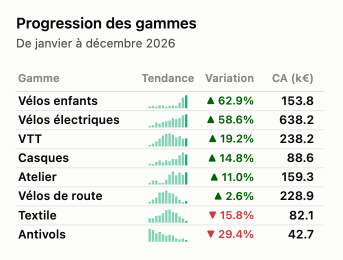 Progression des gammes
De janvier à décembre 2026
Gamme Tendance Variation CA (k€)
Vélos enfants ▲ 62.9% 153.8
Vélos électriques ▲ 58.6% 638.2
VTT ▲ 19.2% 238.2
Casques ▲ 14.8% 88.6
Atelier ▲ 11.0% 159.3
Vélos de route ▲ 2.6% 228.9
Textile ▼ 15.8% 82.1
Antivols ▼ 29.4% 42.7